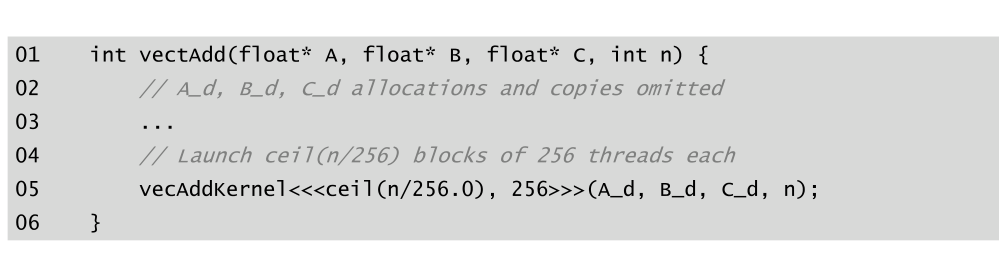 01 int vectAdd(float* A, float* B, float* C, int n) {
02 // A_d, B_d, C_d allocations and copies omitted
03 ...
04 // Launch ceil(n/256) blocks of 256 threads each
05 vecAddKernel<<<ceil(n/256.0), 256>>>(A_d, B_d, C_d, n);
06 }